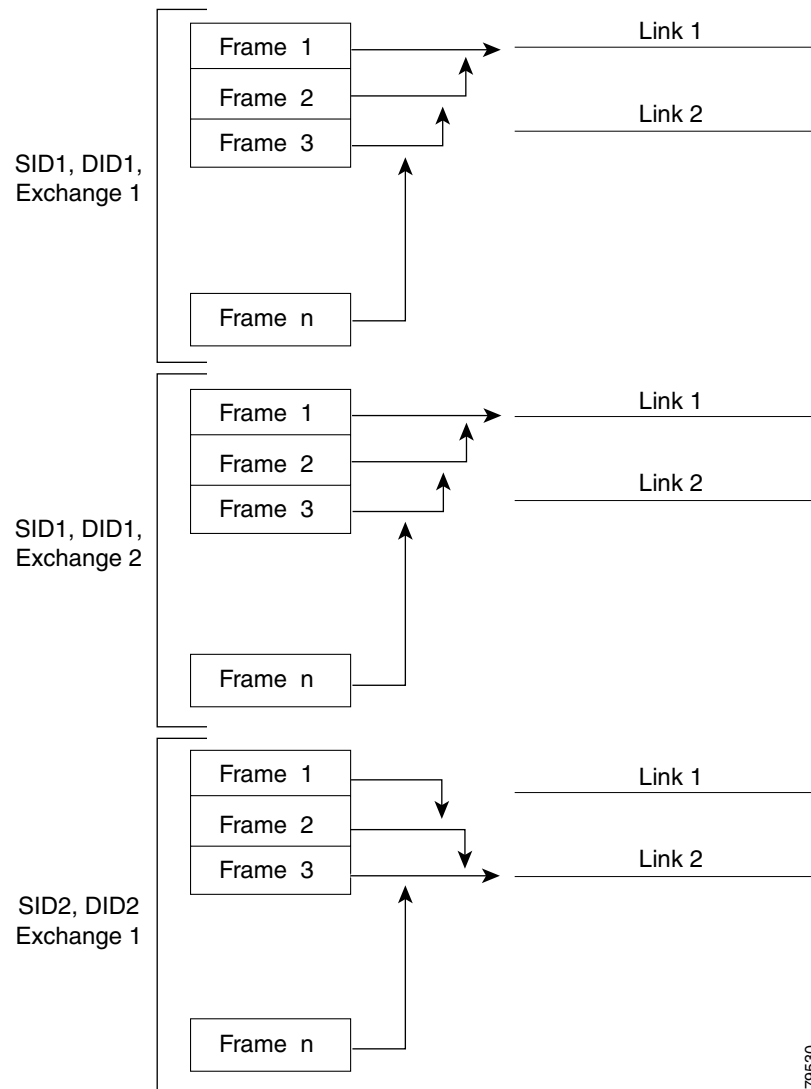 Frame 1
Link 1
Frame 2
Link 2
Frame 3
SID1, DID1,
Exchange 1
Frame n
Frame 1
Link 1
Frame 2
Link 2
Frame 3
SID1, DID1,
Exchange 2
Frame n
Frame 1
Link 1
Frame 2
Link 2
Frame 3
SID2, DID2
Exchange 1
Frame n
79530